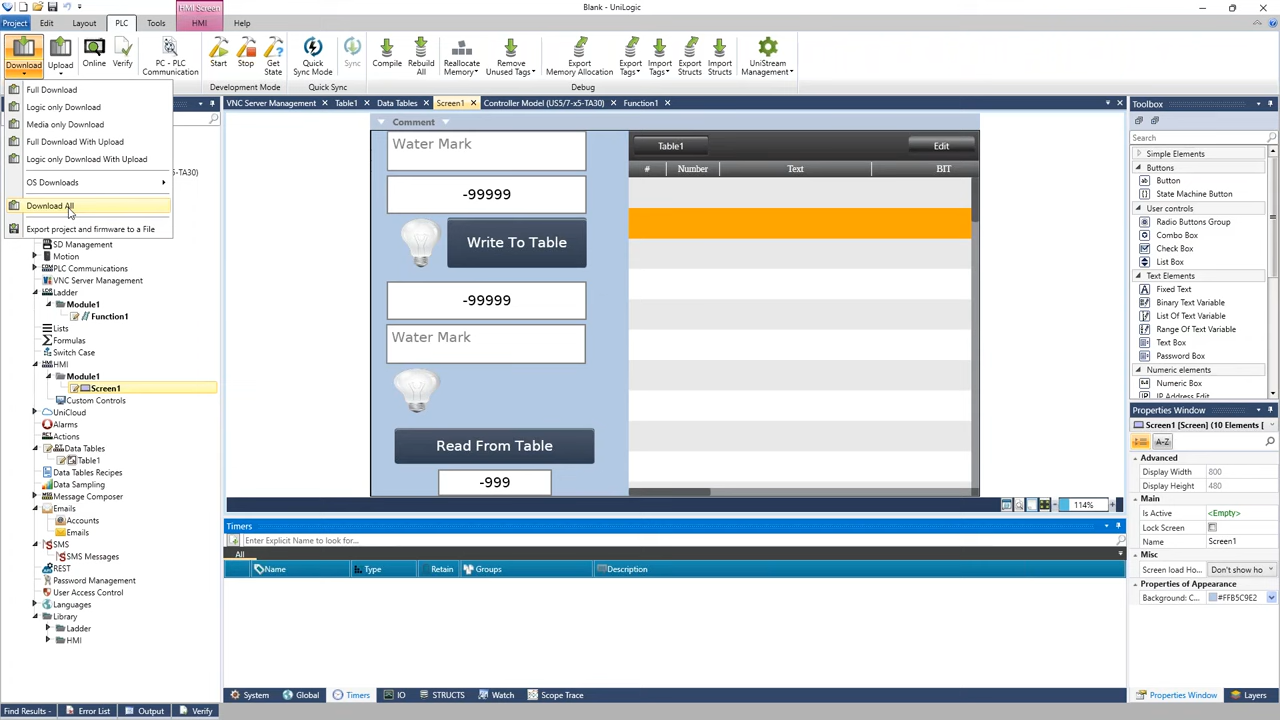 Blank - UniLogic
HMI Screen
Project Edit Layout PLC Tools HMI Help
Download Upload Online Verify PC - PLC Communication Start Stop Get State Quick Sync Mode Sync Compile Rebuild All Reallocate Memory Remove Unused Tags Export Memory Allocation Export Tags Import Tags Export Structs Import Structs UniStream Management
Development Mode Quick Sync Debug
Full Download
Logic only Download
Media only Download
Full Download With Upload
Logic only Download With Upload
OS Downloads
Download All
Export project and firmware to a File
VNC Server Management Table1 Data Tables Screen1 Controller Model (US5/7-x5-TA30) Function1
-TA30)
SD Management
Motion
PLC Communications
VNC Server Management
Ladder
Module1
Function1
Lists
Formulas
Switch Case
HMI
Module1
Screen1
Custom Controls
UniCloud
Alarms
Actions
Data Tables
Table1
Data Tables Recipes
Data Sampling
Message Composer
Emails
Accounts
Emails
SMS
SMS Messages
REST
Password Management
User Access Control
Languages
Library
Ladder
HMI
Comment
Water Mark
-99999
Write To Table
-99999
Water Mark
Read From Table
-999
Table1 Edit
# Number Text BIT
114%
Timers
Enter Explicit Name to look for...
All
Name Type Retain Groups Description
System Global Timers IO STRUCTS Watch Scope Trace
Find Results - Error List Output Verify
Toolbox
Search
Simple Elements
Buttons
Button
State Machine Button
User controls
Radio Buttons Group
Combo Box
Check Box
List Box
Text Elements
Fixed Text
Binary Text Variable
List Of Text Variable
Range Of Text Variable
Text Box
Password Box
Numeric elements
Numeric Box
IP Address Edit
Properties Window
Screen1 [Screen] (10 Elements [
A-Z
Advanced
Display Width 800
Display Height 480
Main
Is Active <Empty>
Lock Screen
Name Screen1
Misc
Screen load Ho... Don't show ho
Properties of Appearance
Background: C... #FFB5C9E2
Properties Window Layers